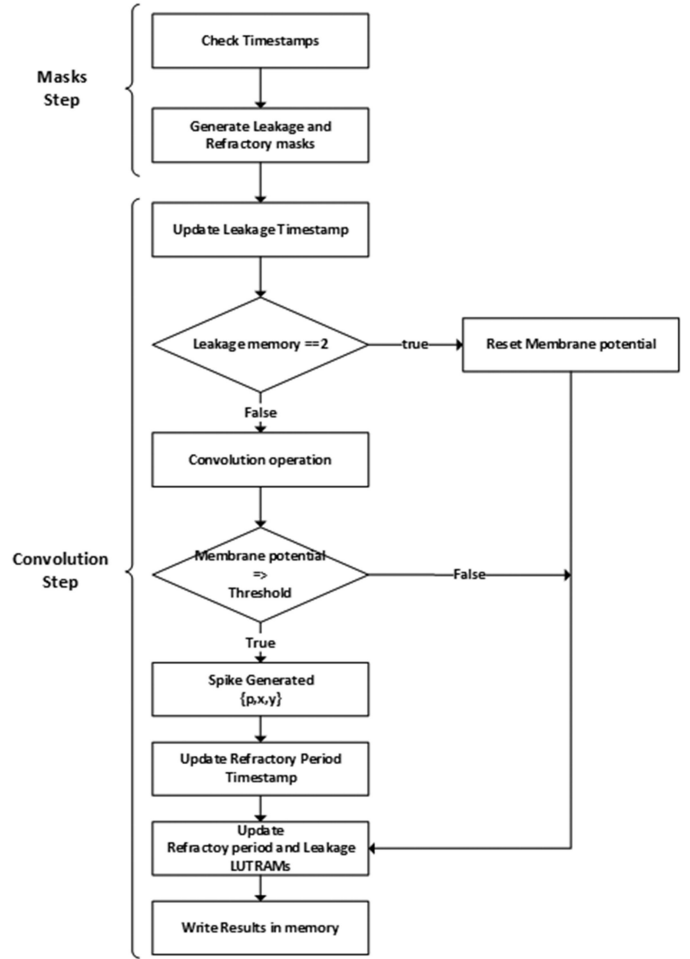 Masks
Step
Check Timestamps
Generate Leakage and
Refractory masks
Convolution
Step
Update Leakage Timestamp
Leakage memory ==2
true
Reset Membrane potential
False
Convolution operation
Membrane potential
=>
Threshold
False
True
Spike Generated
{p,x,y}
Update Refractory Period
Timestamp
Update
Refractoy period and Leakage
LUTRAMs
Write Results in memory